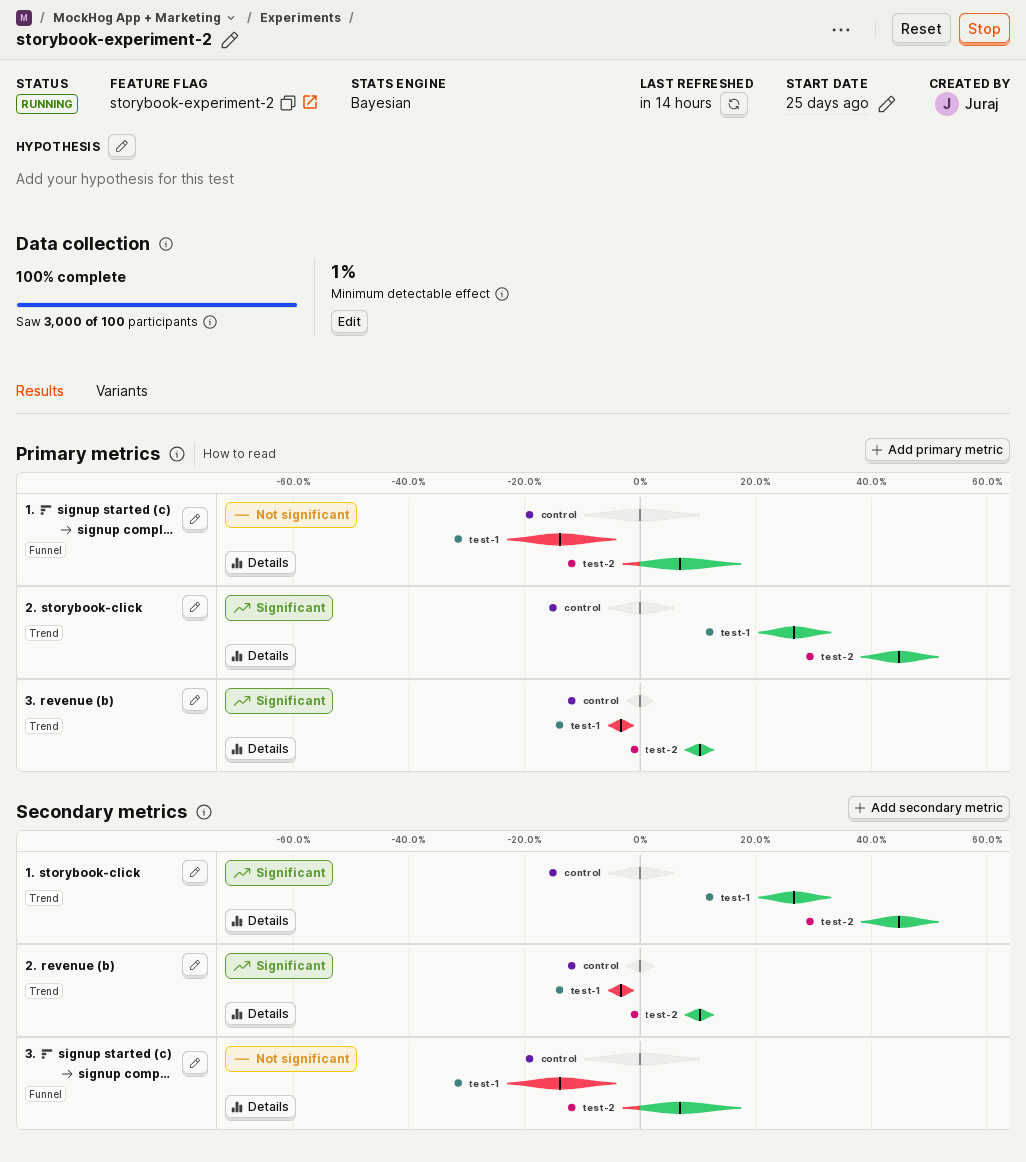 M / MockHog App + Marketing / Experiments /
storybook-experiment-2
Reset
Stop
STATUS
RUNNING
FEATURE FLAG
storybook-experiment-2
STATS ENGINE
Bayesian
LAST REFRESHED
in 14 hours
START DATE
25 days ago
CREATED BY
J Juraj
HYPOTHESIS
Add your hypothesis for this test
Data collection
100% complete
Saw 3,000 of 100 participants
1%
Minimum detectable effect
Edit
Results Variants
Primary metrics How to read
+ Add primary metric
-60.0% -40.0% -20.0% 0% 20.0% 40.0% 60.0%
1. signup started (c)
→ signup compl...
Funnel
Not significant
Details
control
test-1
test-2
2. storybook-click
Trend
Significant
Details
control
test-1
test-2
3. revenue (b)
Trend
Significant
Details
control
test-1
test-2
Secondary metrics
+ Add secondary metric
-60.0% -40.0% -20.0% 0% 20.0% 40.0% 60.0%
1. storybook-click
Trend
Significant
Details
control
test-1
test-2
2. revenue (b)
Trend
Significant
Details
control
test-1
test-2
3. signup started (c)
→ signup comp...
Funnel
Not significant
Details
control
test-1
test-2